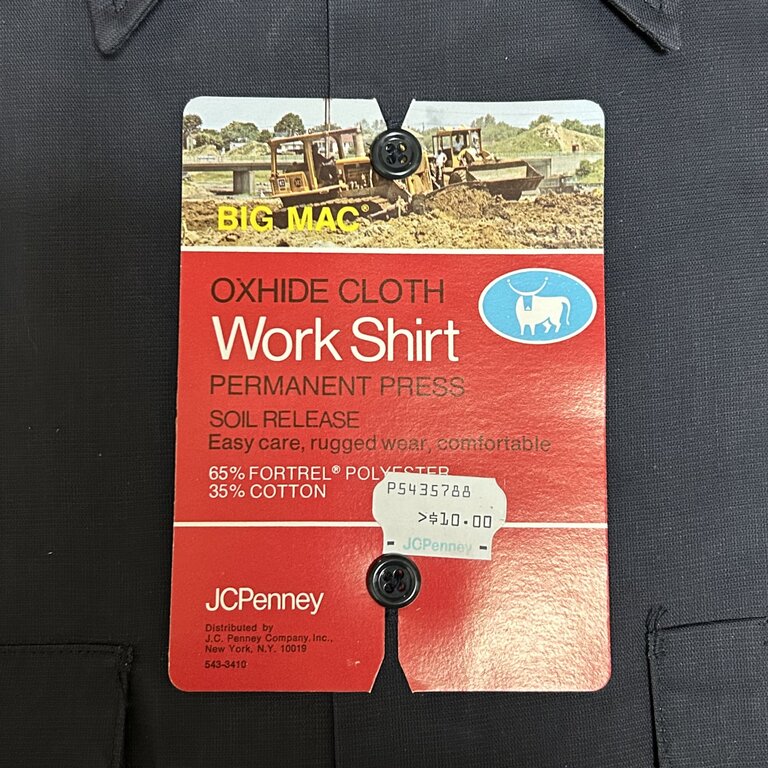 BIG MAC®
OXHIDE CLOTH
Work Shirt
PERMANENT PRESS
SOIL RELEASE
Easy care, rugged wear, comfortable
65% FORTREL® POLYESTER
35% COTTON
P5435788
>$10.00
- JCPenney -
JCPenney
Distributed by
J.C. Penney Company, Inc.,
New York, N.Y. 10019
543-3410